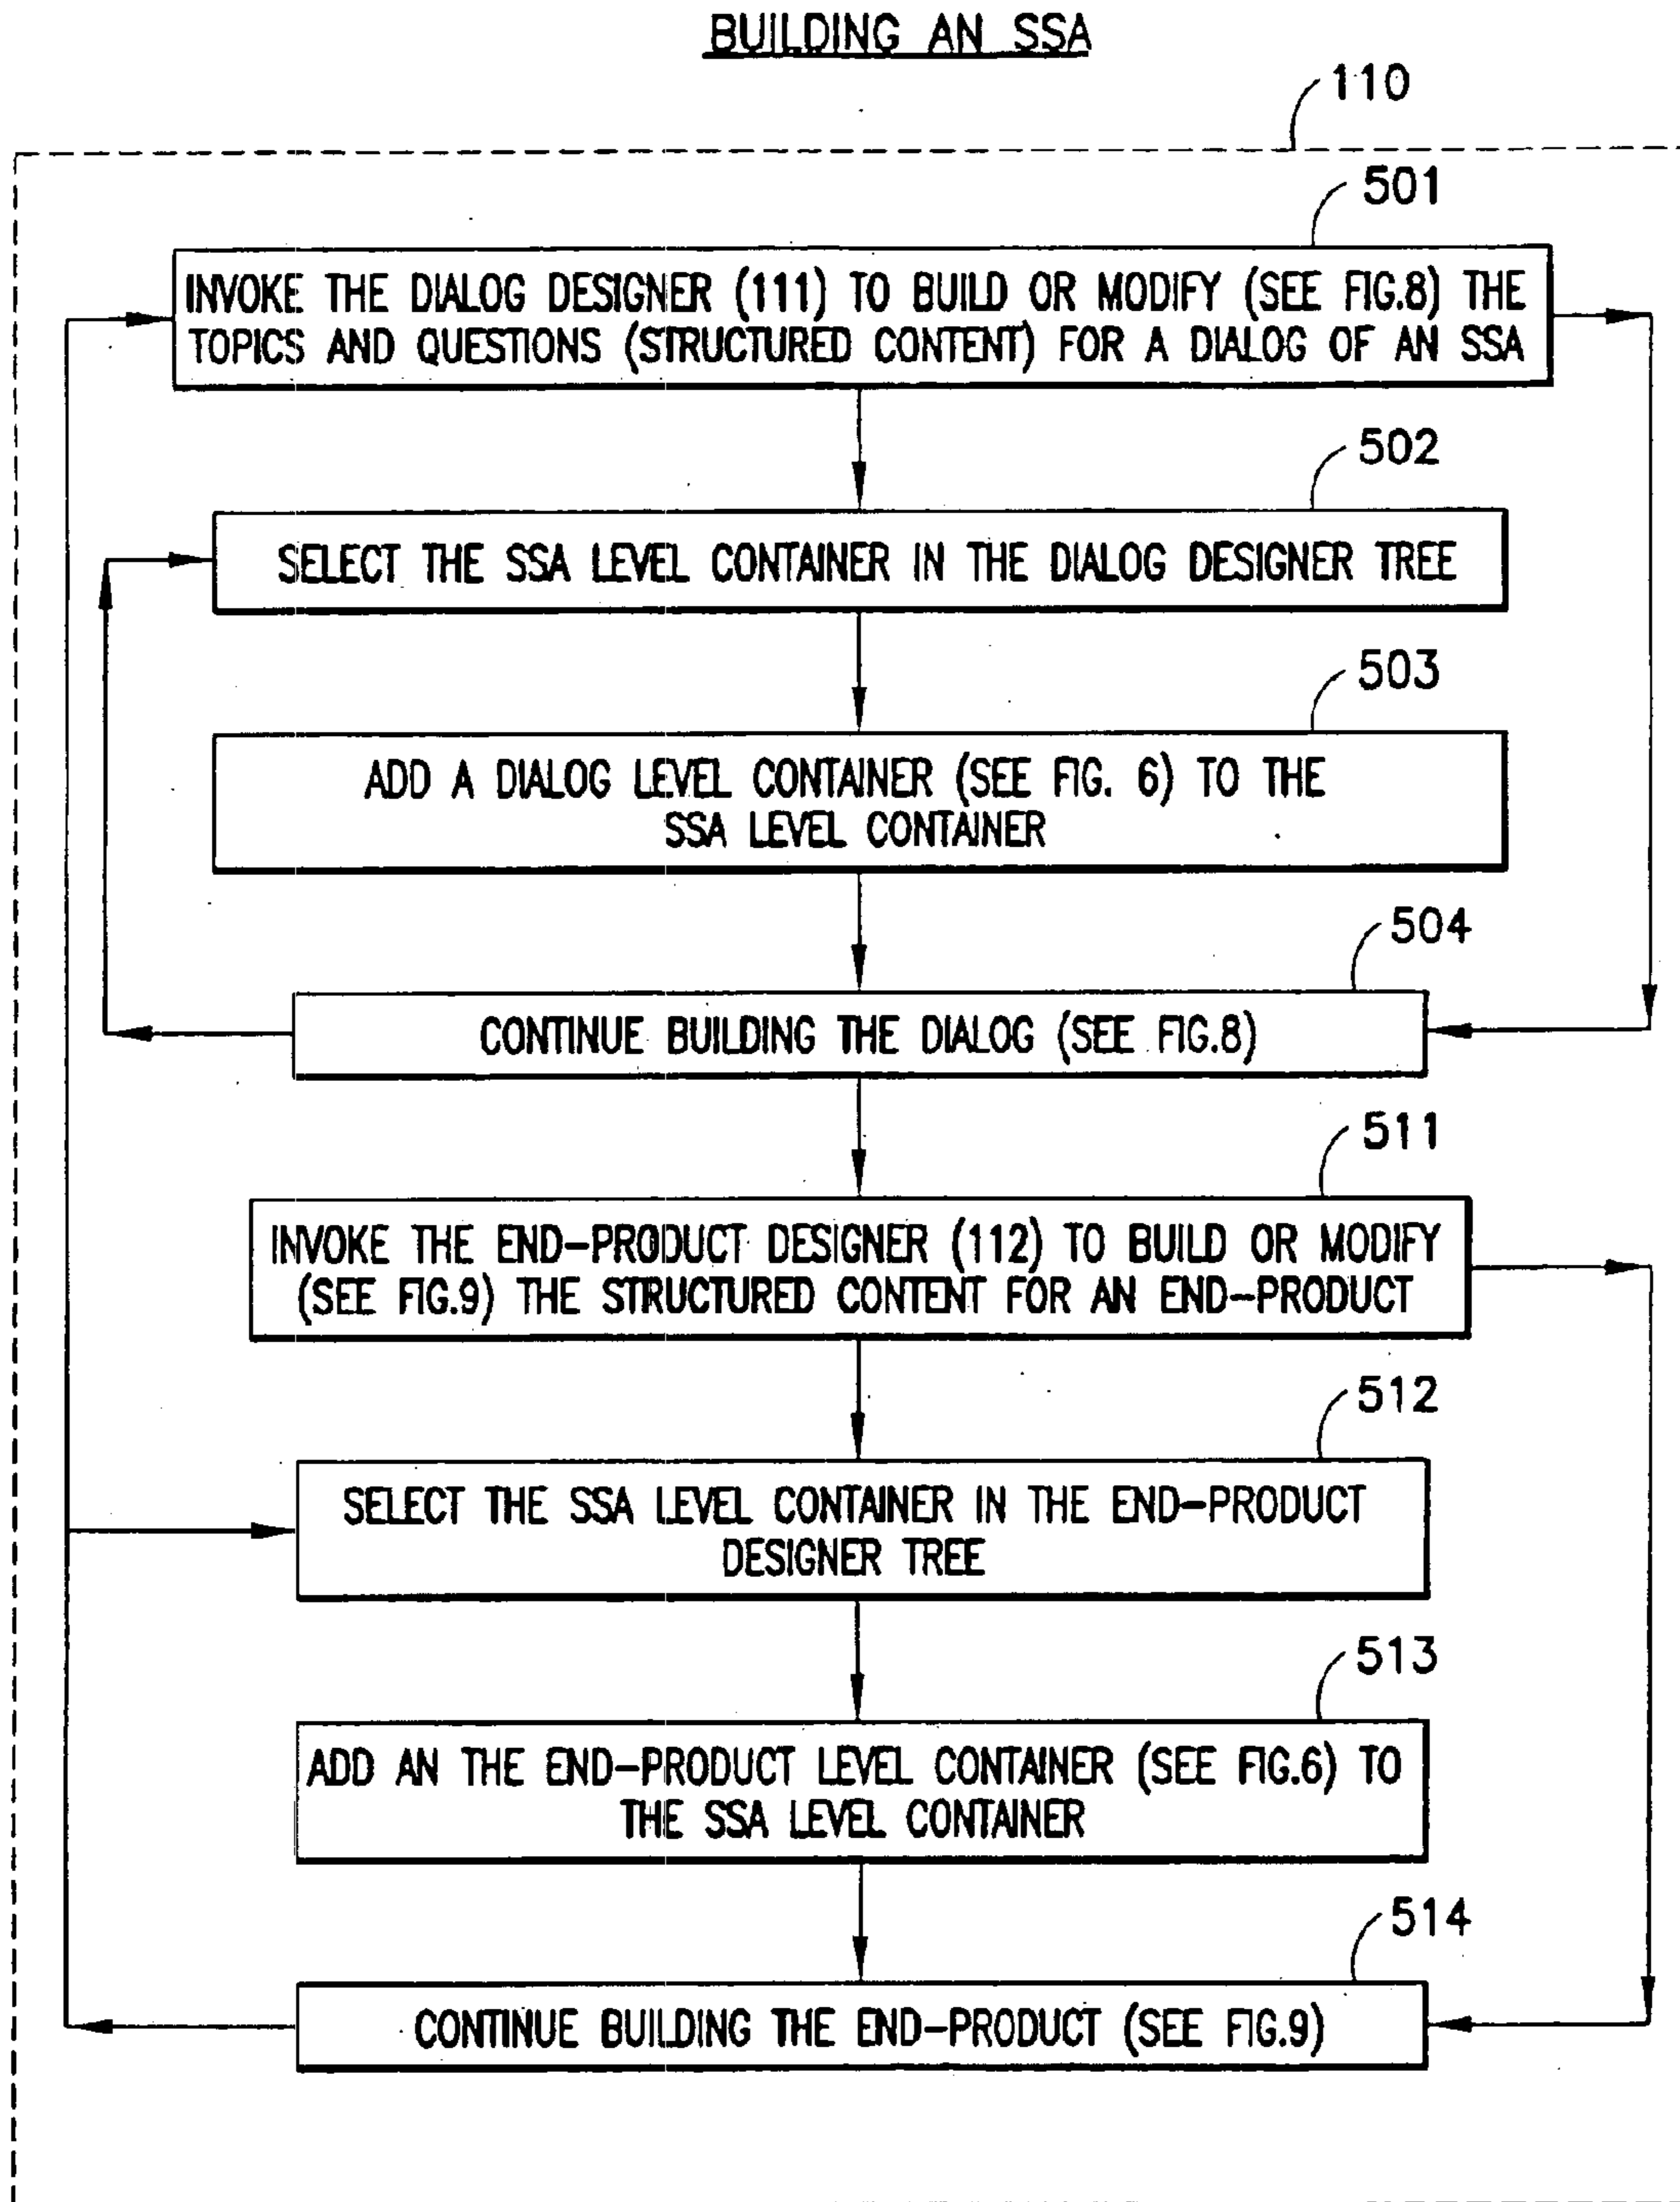 BUILDING AN SSA
110
501
INVOKE THE DIALOG DESIGNER (111) TO BUILD OR MODIFY (SEE FIG.8) THE
TOPICS AND QUESTIONS (STRUCTURED CONTENT) FOR A DIALOG OF AN SSA
502
SELECT THE SSA LEVEL CONTAINER IN THE DIALOG DESIGNER TREE
503
ADD A DIALOG LEVEL CONTAINER (SEE FIG. 6) TO THE
SSA LEVEL CONTAINER
504
CONTINUE BUILDING THE DIALOG (SEE FIG.8)
511
INVOKE THE END-PRODUCT DESIGNER (112) TO BUILD OR MODIFY
(SEE FIG.9) THE STRUCTURED CONTENT FOR AN END-PRODUCT
512
SELECT THE SSA LEVEL CONTAINER IN THE END-PRODUCT
DESIGNER TREE
513
ADD AN THE END-PRODUCT LEVEL CONTAINER (SEE FIG.6) TO
THE SSA LEVEL CONTAINER
514
CONTINUE BUILDING THE END-PRODUCT (SEE FIG.9)